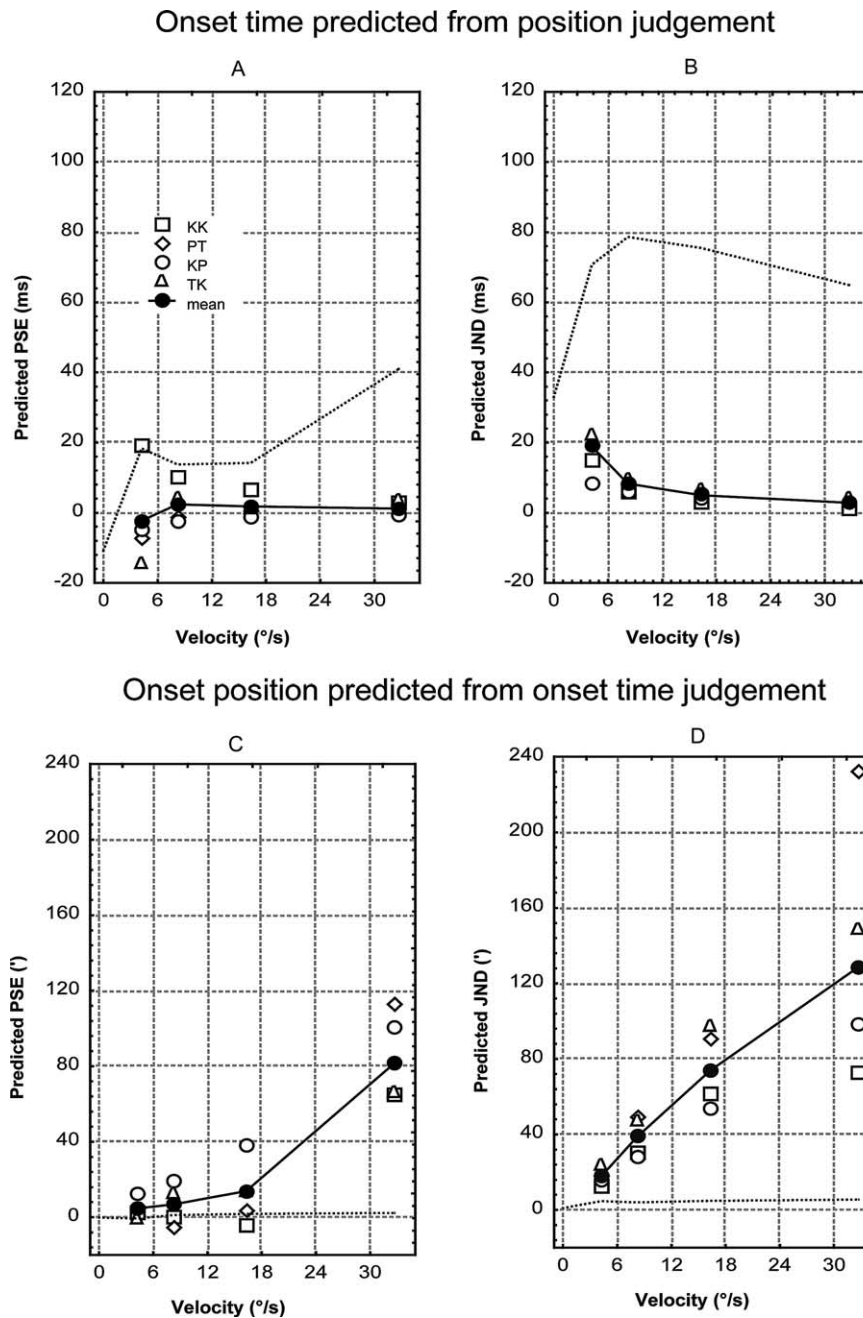 Onset time predicted from position judgement
A
120
100
80
60
40
20
0
-20
Predicted PSE (ms)
KK
PT
KP
TK
mean
0 6 12 18 24 30
Velocity (°/s)
B
120
100
80
60
40
20
0
-20
Predicted JND (ms)
0 6 12 18 24 30
Velocity (°/s)
Onset position predicted from onset time judgement
C
240
200
160
120
80
40
0
Predicted PSE (')
0 6 12 18 24 30
Velocity (°/s)
D
240
200
160
120
80
40
0
Predicted JND (')
0 6 12 18 24 30
Velocity (°/s)